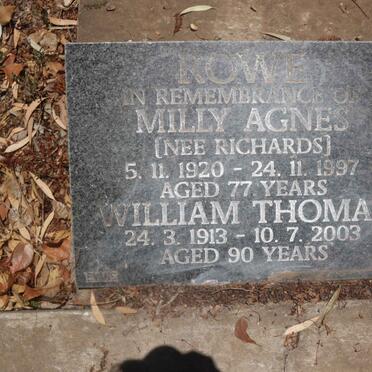 ROWE
IN REMEMBRANCE OF
MILLY AGNES
[NEE RICHARDS]
5. 11. 1920 - 24. 11. 1997
AGED 77 YEARS
WILLIAM THOMA
24. 3. 1913 - 10. 7. 2003
AGED 90 YEARS